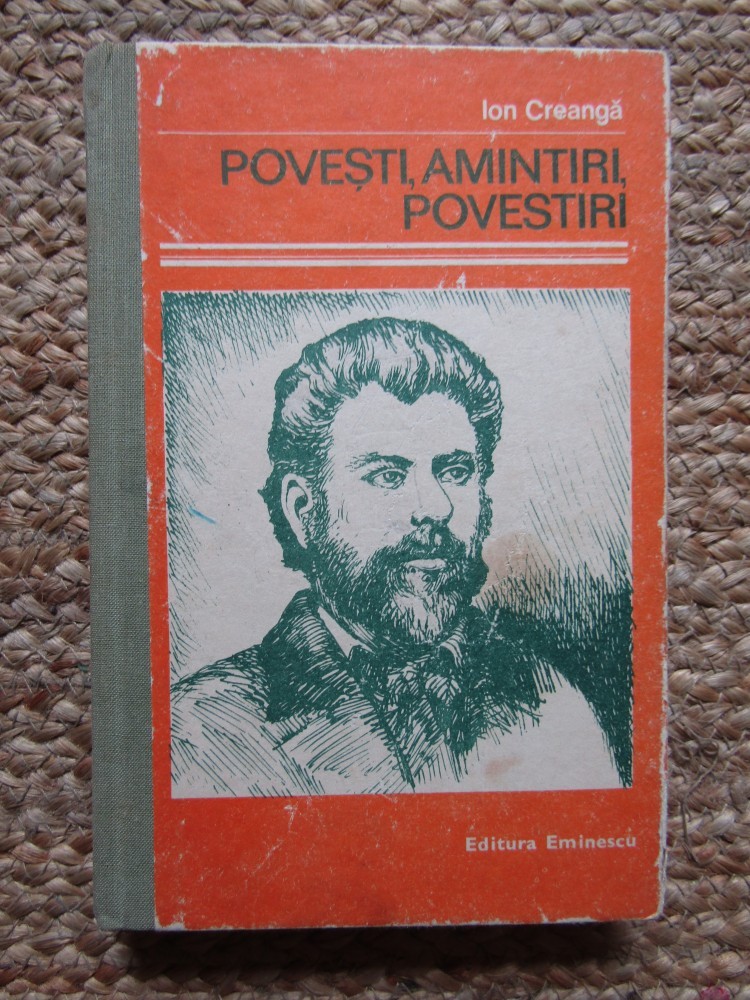 Ion Creangă
POVEȘTI, AMINTIRI,
POVESTIRI
Editura Eminescu